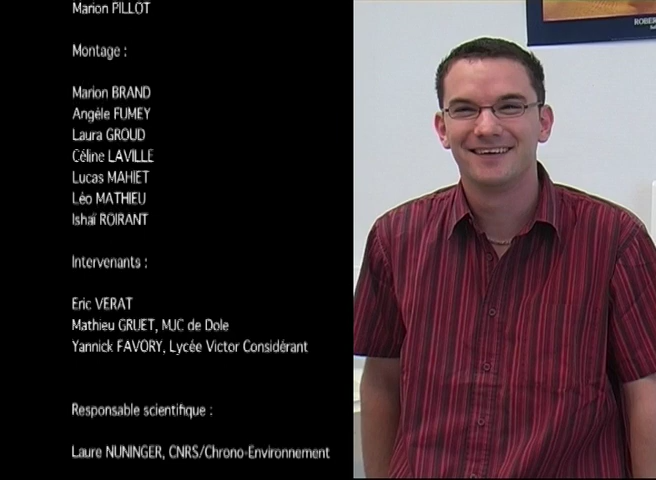 Marion PILLOT
Montage :
Marion BRAND
Angèle FUMEY
Laura GROUD
Céline LAVILLE
Lucas MAHIET
Léo MATHIEU
Ishaï ROIRANT
Intervenants :
Eric VERAT
Mathieu GRUET, MJC de Dole
Yannick FAVORY, Lycée Victor Considérant
Responsable scientifique :
Laure NUNINGER, CNRS/Chrono-Environnement
ROBER